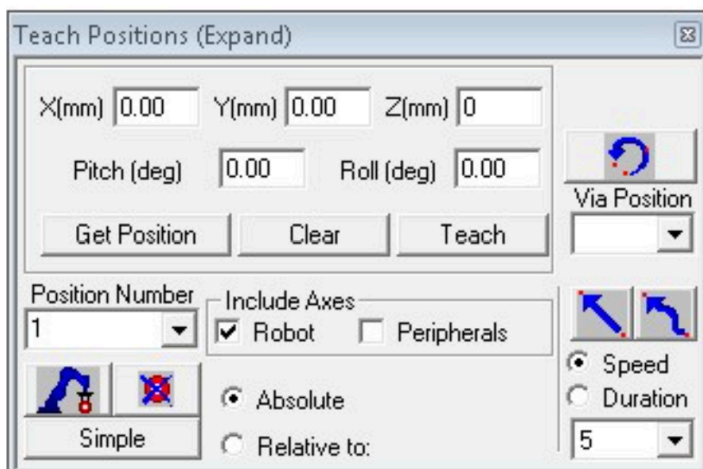 Teach Positions (Expand)
X(mm) 0.00 Y(mm) 0.00 Z(mm) 0
Pitch (deg) 0.00 Roll (deg) 0.00
Get Position Clear Teach
Via Position
Position Number
1
Include Axes
Robot Peripherals
Speed
Duration
5
Absolute
Relative to:
Simple